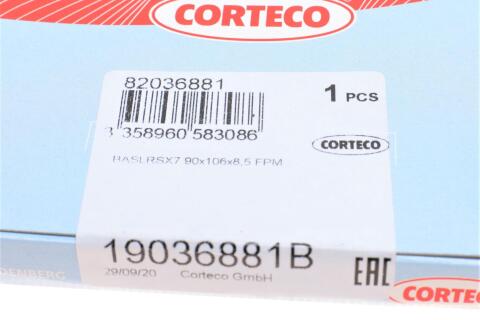 CORTECO
82036881
1 PCS
3 358960 583086
CORTECO
BASLRSX7 90x106x8,5 FPM
19036881B
29/09/20 Corteco GmbH
EAC
CORTECO